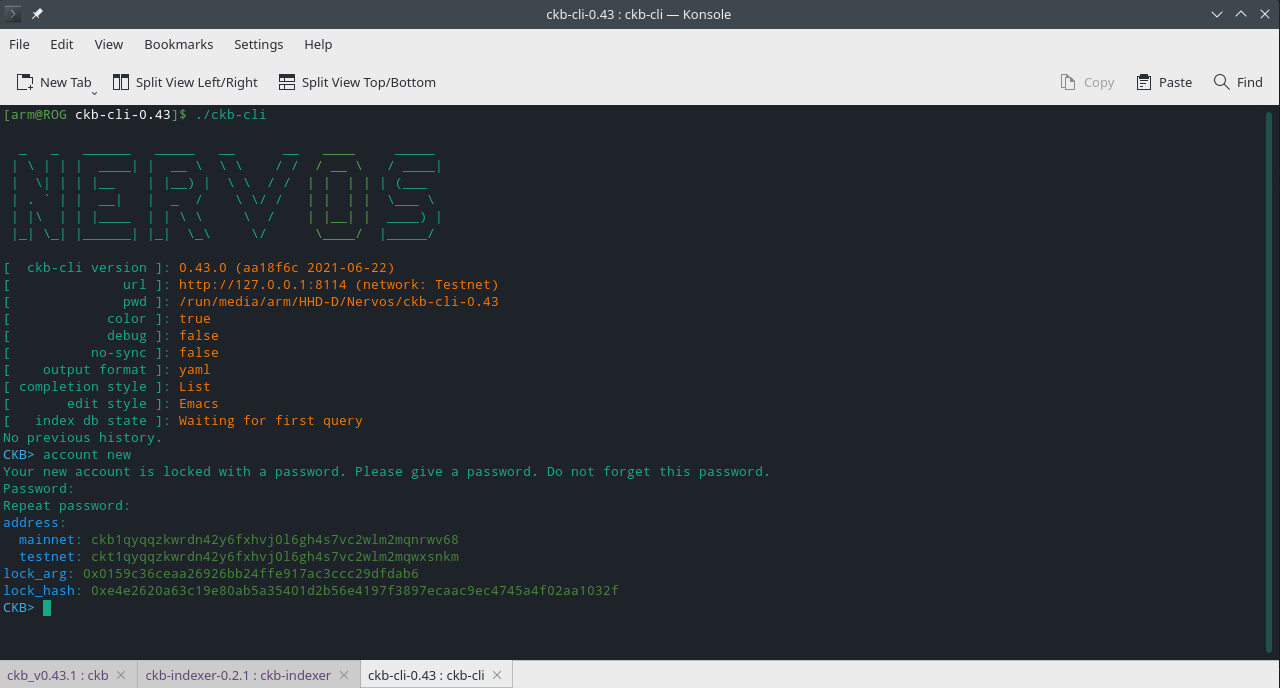 ckb-cli-0.43 : ckb-cli — Konsole
File Edit View Bookmarks Settings Help
New Tab Split View Left/Right Split View Top/Bottom Copy Paste Find
[arm@ROG ckb-cli-0.43]$ ./ckb-cli
NERVOS
[  ckb-cli version ]: 0.43.0 (aa18f6c 2021-06-22)
[              url ]: http://127.0.0.1:8114 (network: Testnet)
[              pwd ]: /run/media/arm/HHD-D/Nervos/ckb-cli-0.43
[            color ]: true
[            debug ]: false
[          no-sync ]: false
[    output format ]: yaml
[ completion style ]: List
[       edit style ]: Emacs
[   index db state ]: Waiting for first query
No previous history.
CKB> account new
Your new account is locked with a password. Please give a password. Do not forget this password.
Password:
Repeat password:
address:
  mainnet: ckb1qyqqzkwrdn42y6fxhvj0l6gh4s7vc2wlm2mqnrwv68
  testnet: ckt1qyqqzkwrdn42y6fxhvj0l6gh4s7vc2wlm2mqwxsnkm
lock_arg: 0x0159c36ceaa26926bb24ffe917ac3ccc29dfdab6
lock_hash: 0xe4e2620a63c19e80ab5a35401d2b56e4197f3897ecaac9ec4745a4f02aa1032f
CKB>
ckb_v0.43.1 : ckb ckb-indexer-0.2.1 : ckb-indexer ckb-cli-0.43 : ckb-cli